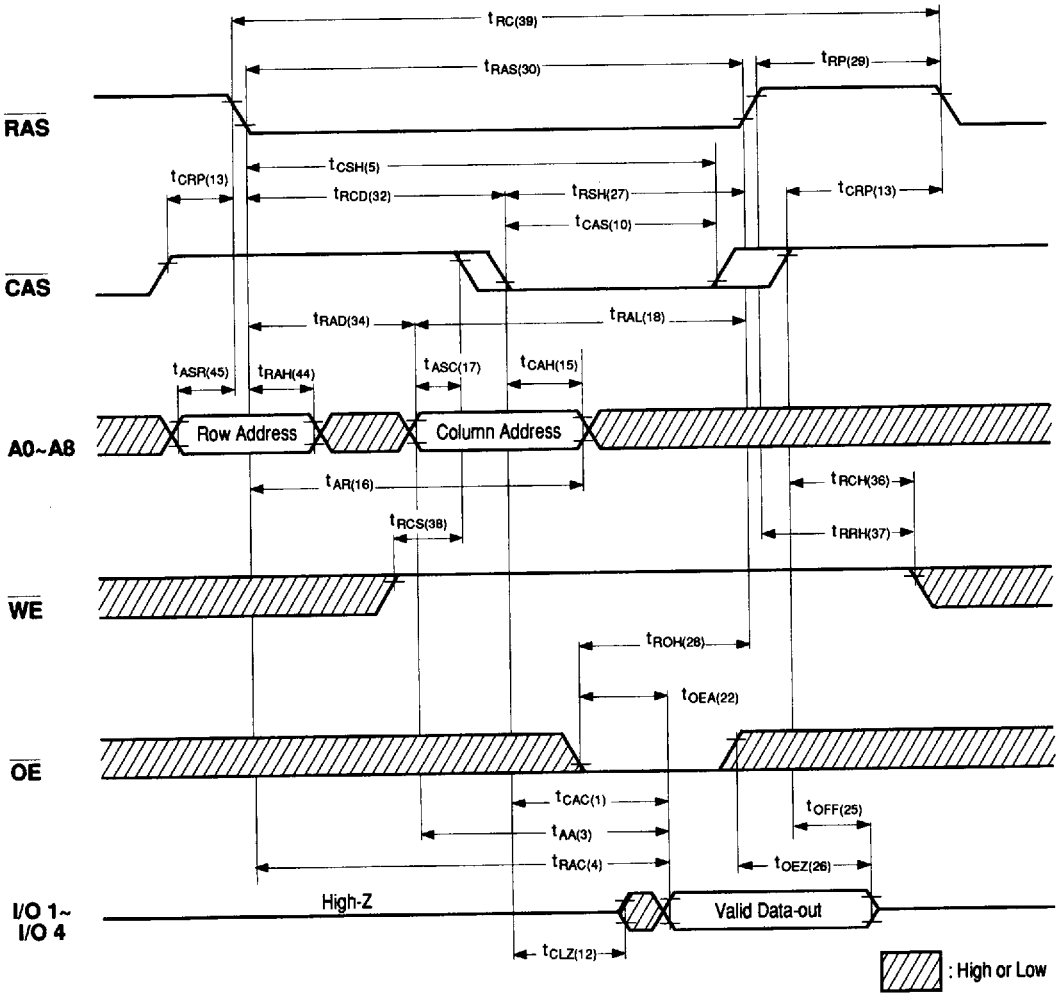 tRC(39)
tRAS(30)
tRP(29)
RAS
tCSH(5)
tCRP(13)
tRCD(32)
tRSH(27)
tCRP(13)
tCAS(10)
CAS
tRAD(34)
tRAL(18)
tASR(45)
tRAH(44)
tASC(17)
tCAH(15)
A0~A8
Row Address
Column Address
tAR(16)
tRCH(36)
tRCS(38)
tRRH(37)
WE
tROH(28)
tOEA(22)
OE
tCAC(1)
tOFF(25)
tAA(3)
tRAC(4)
tOEZ(26)
I/O 1~
I/O 4
High-Z
Valid Data-out
tCLZ(12)
: High or Low